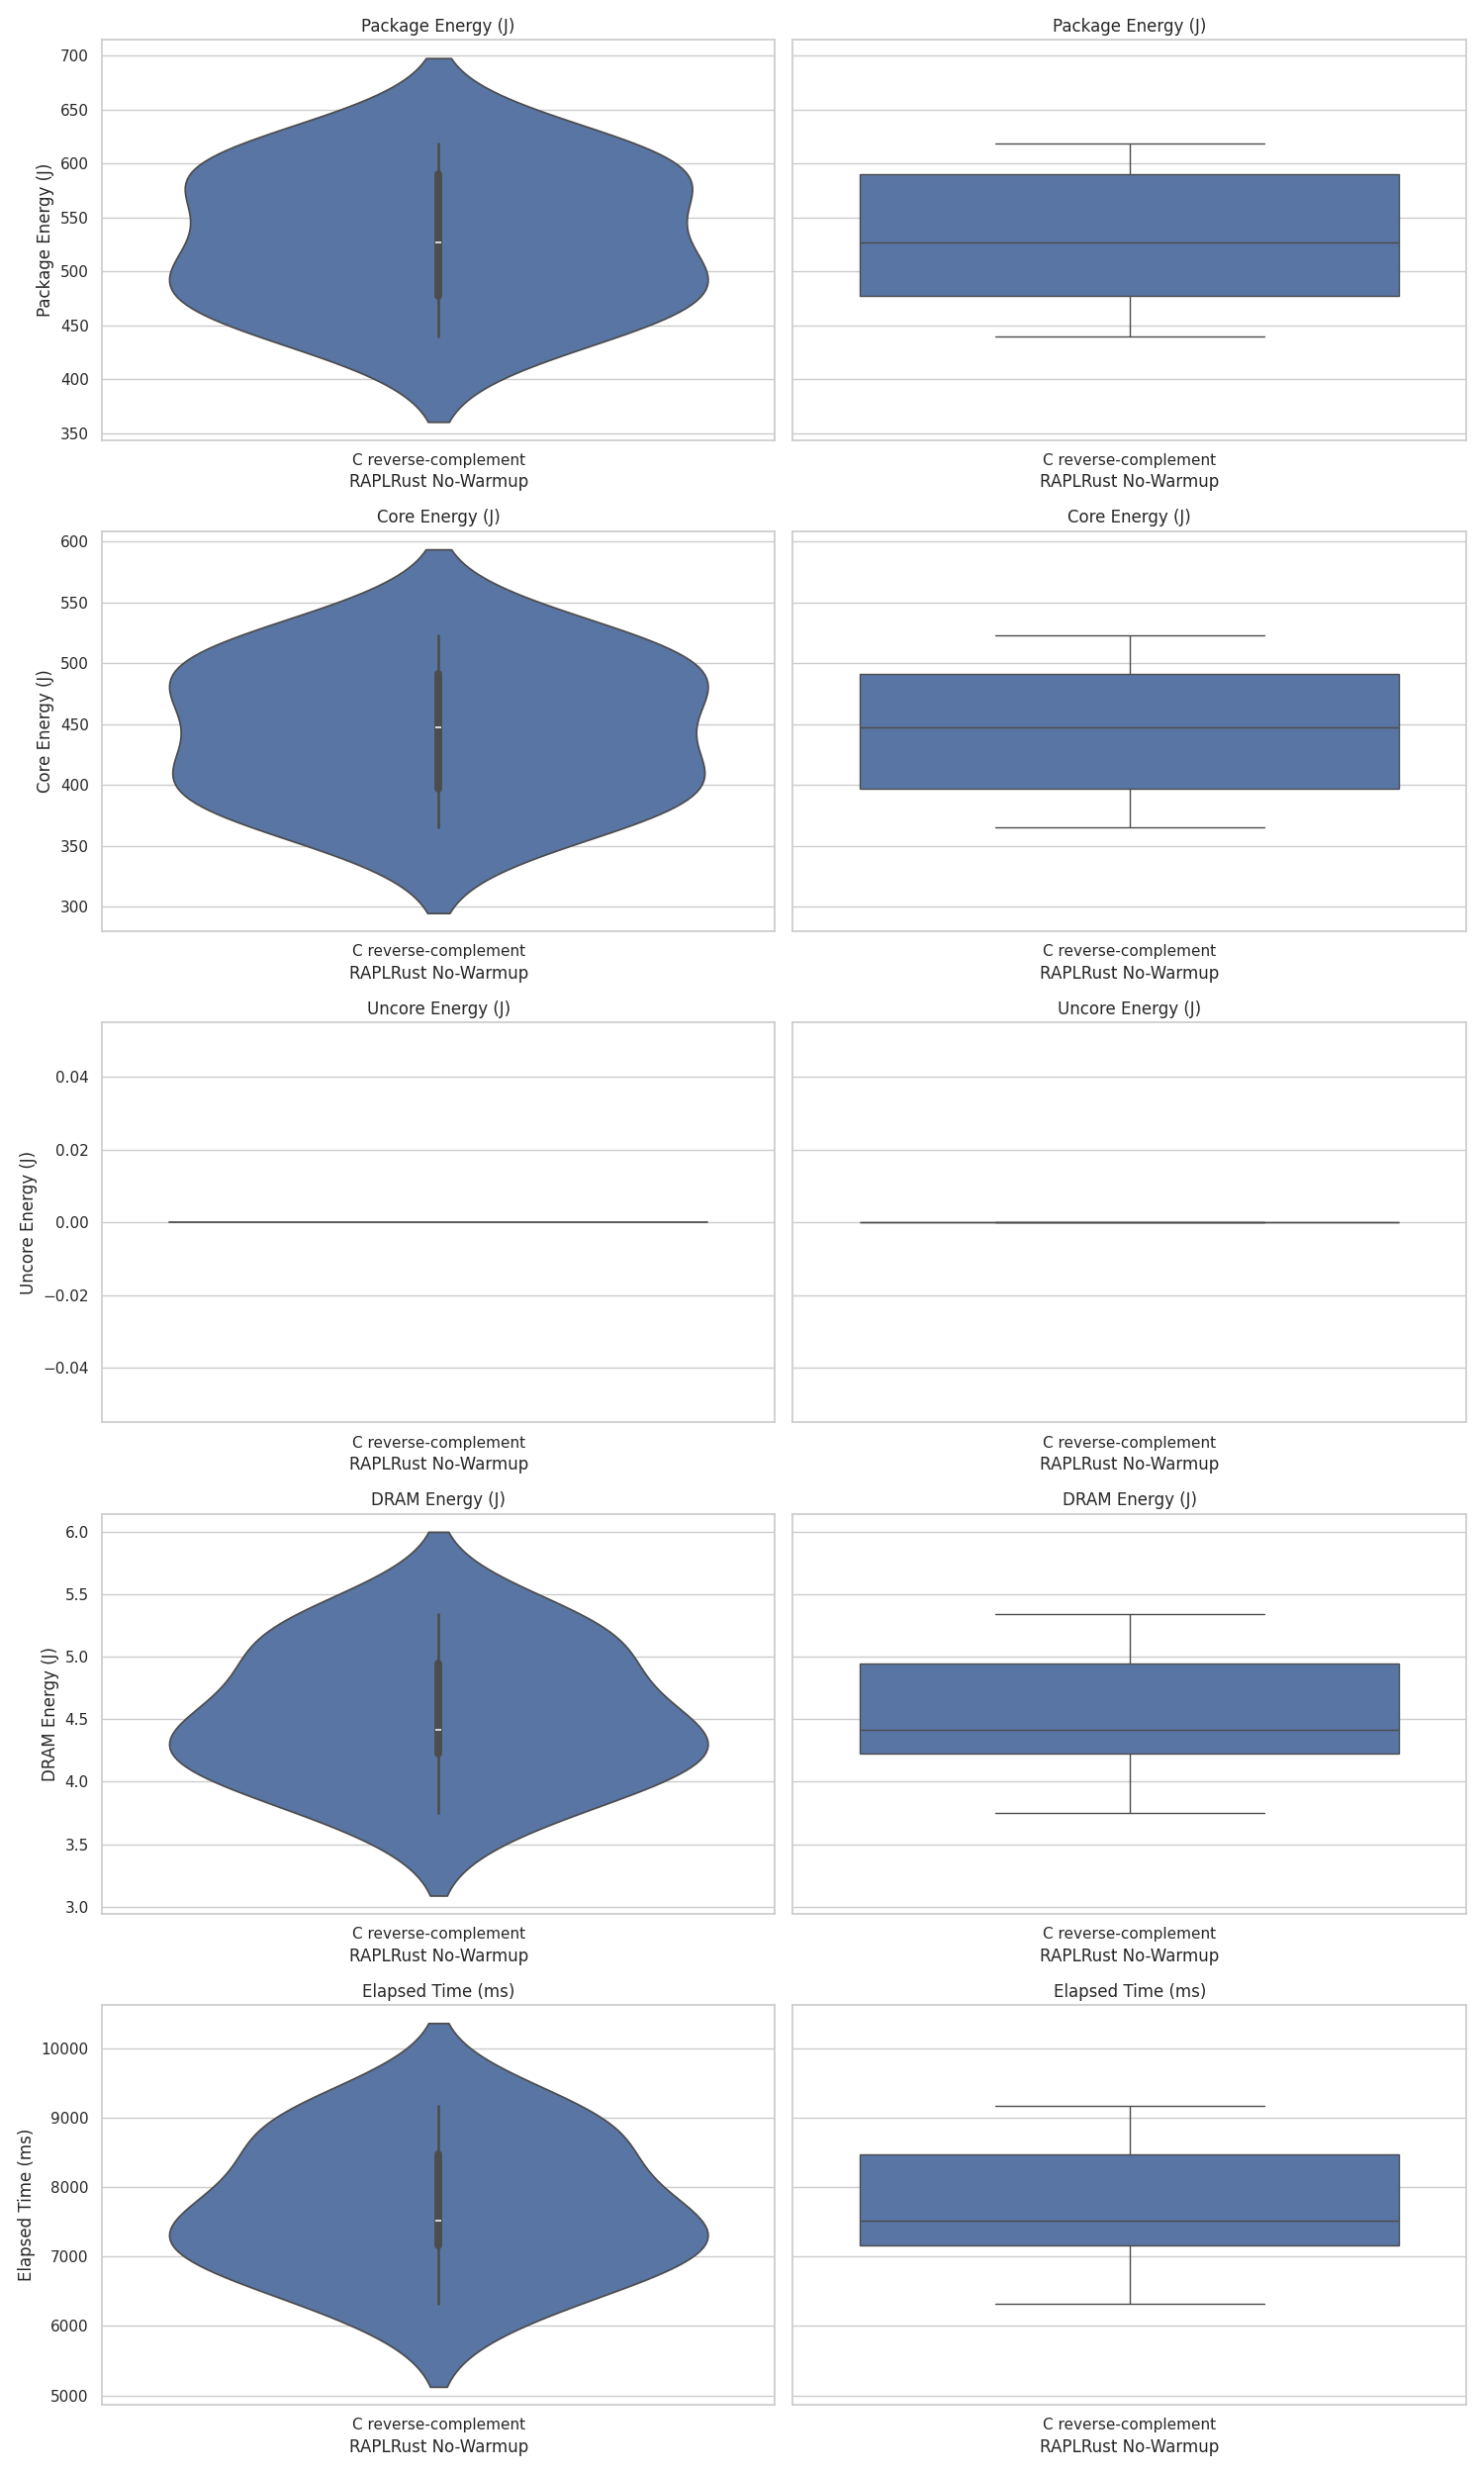 Package Energy (J)
Package Energy (J)
Package Energy (J)
700
650
600
550
500
450
400
350
C reverse-complement
C reverse-complement
RAPLRust No-Warmup
RAPLRust No-Warmup
Core Energy (J)
Core Energy (J)
Core Energy (J)
600
550
500
450
400
350
300
C reverse-complement
C reverse-complement
RAPLRust No-Warmup
RAPLRust No-Warmup
Uncore Energy (J)
Uncore Energy (J)
Uncore Energy (J)
0.04
0.02
0.00
−0.02
−0.04
C reverse-complement
C reverse-complement
RAPLRust No-Warmup
RAPLRust No-Warmup
DRAM Energy (J)
DRAM Energy (J)
DRAM Energy (J)
6.0
5.5
5.0
4.5
4.0
3.5
3.0
C reverse-complement
C reverse-complement
RAPLRust No-Warmup
RAPLRust No-Warmup
Elapsed Time (ms)
Elapsed Time (ms)
Elapsed Time (ms)
10000
9000
8000
7000
6000
5000
C reverse-complement
C reverse-complement
RAPLRust No-Warmup
RAPLRust No-Warmup